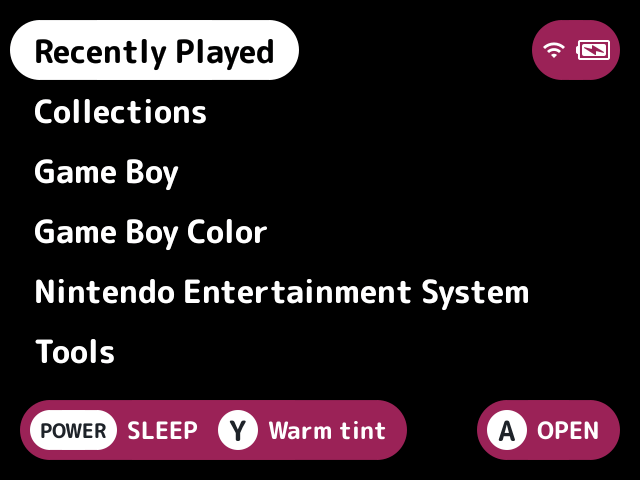 Recently Played
Collections
Game Boy
Game Boy Color
Nintendo Entertainment System
Tools
POWER SLEEP Y Warm tint A OPEN